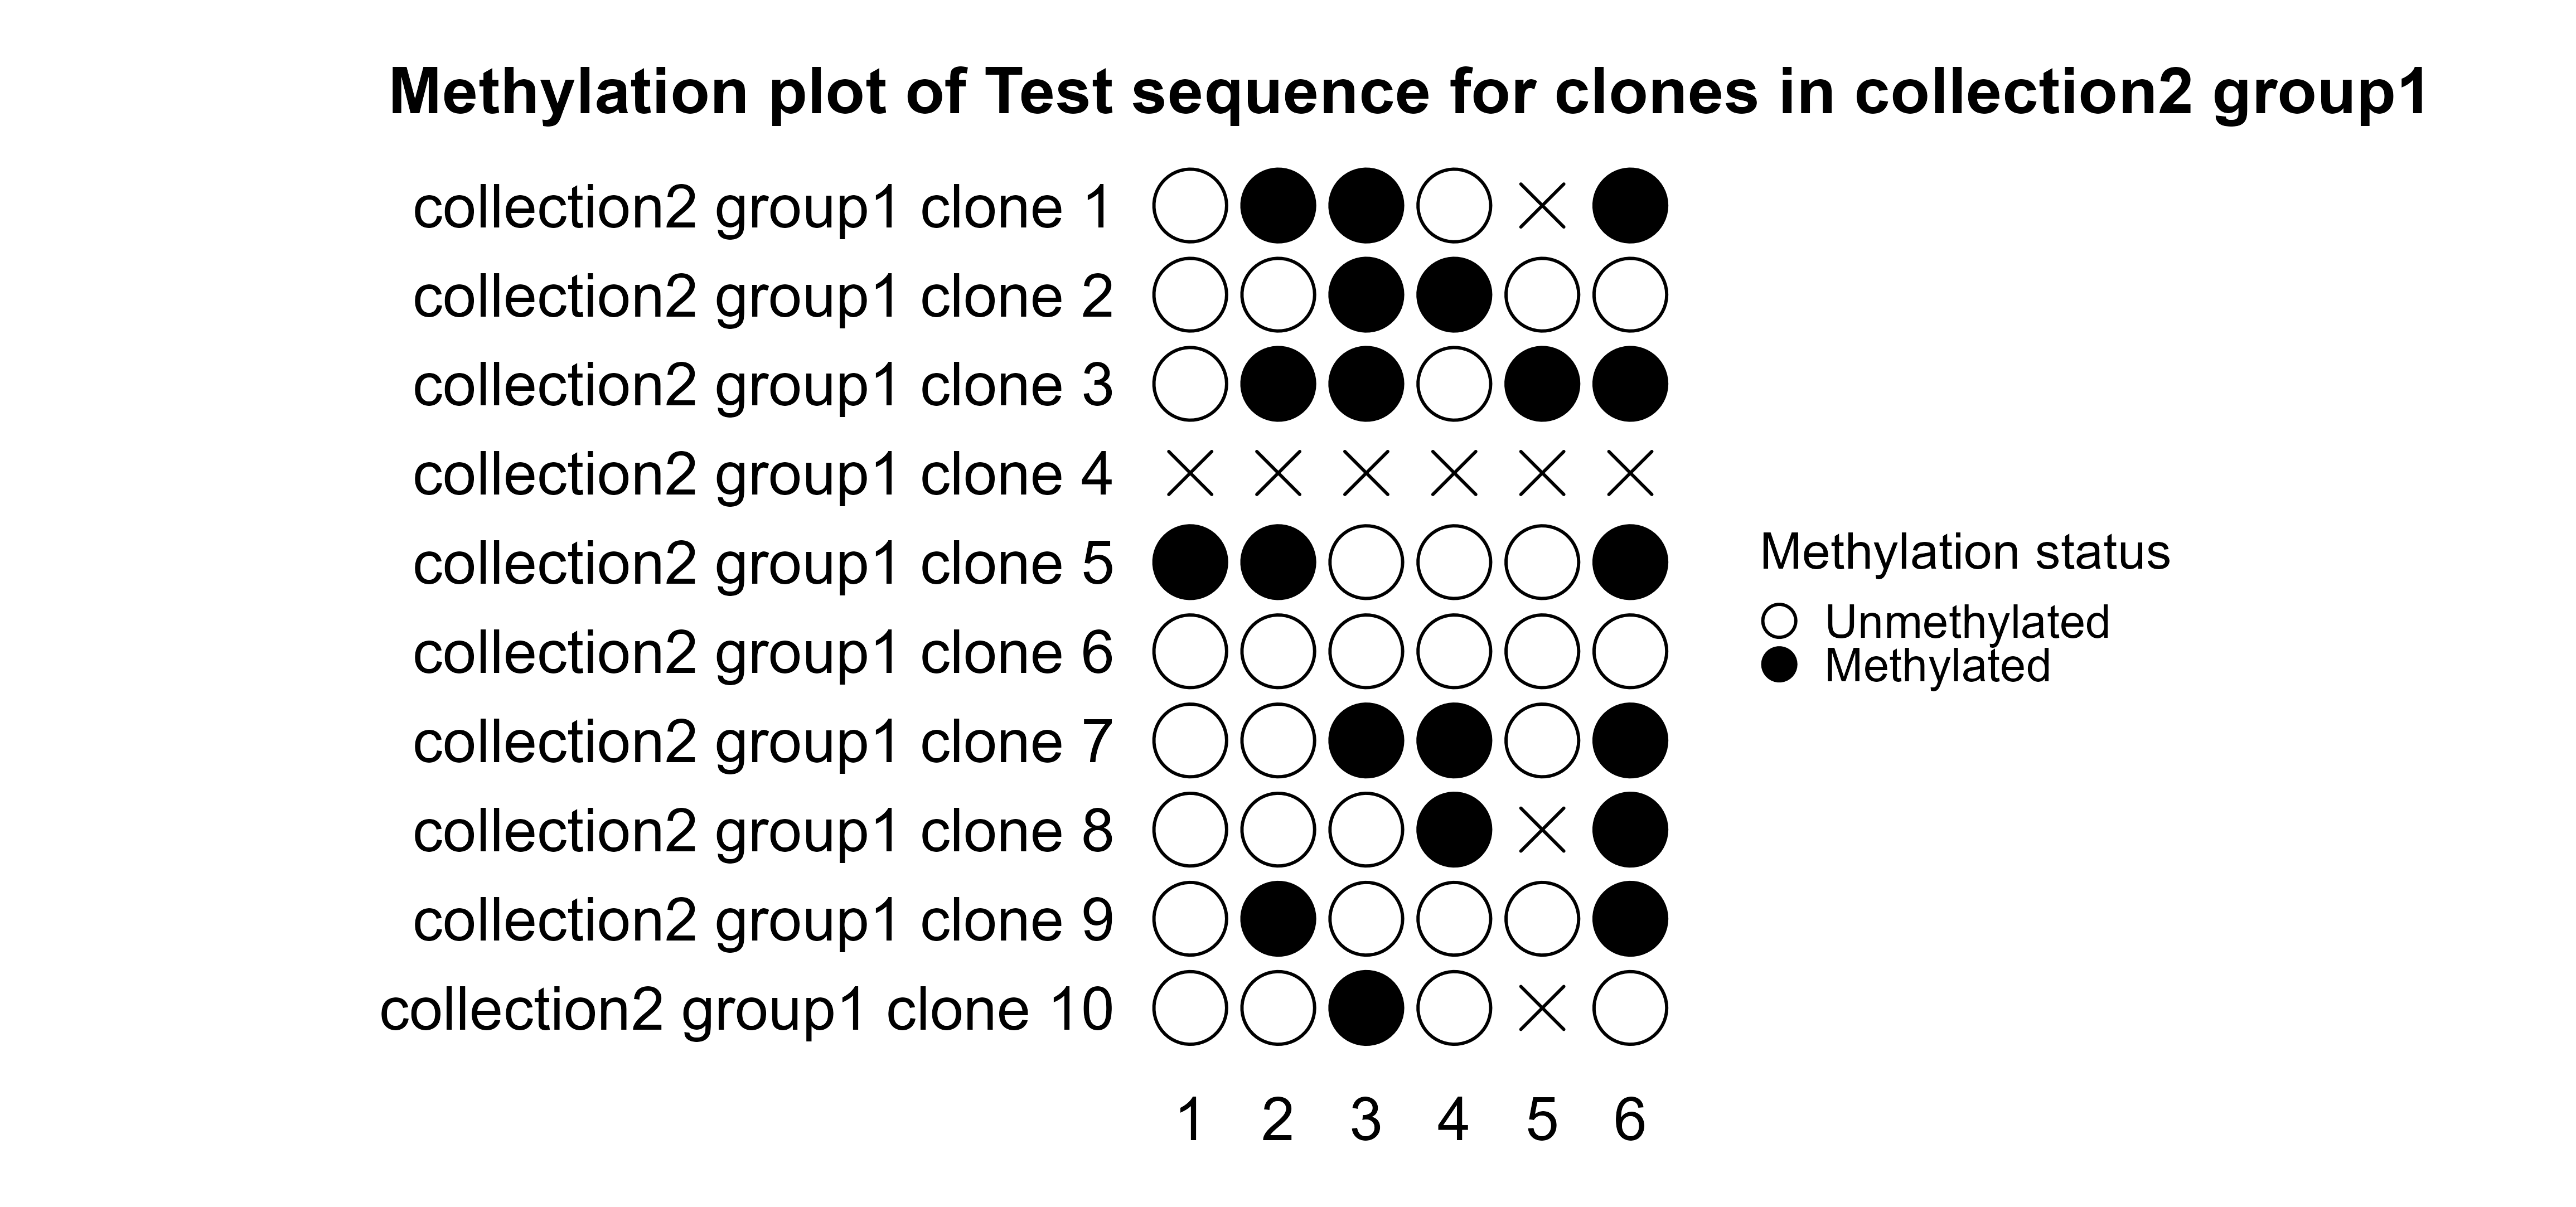 Methylation plot of Test sequence for clones in collection2 group1
collection2 group1 clone 1
collection2 group1 clone 2
collection2 group1 clone 3
collection2 group1 clone 4
collection2 group1 clone 5
collection2 group1 clone 6
collection2 group1 clone 7
collection2 group1 clone 8
collection2 group1 clone 9
collection2 group1 clone 10
1 2 3 4 5 6
Methylation status
Unmethylated
Methylated